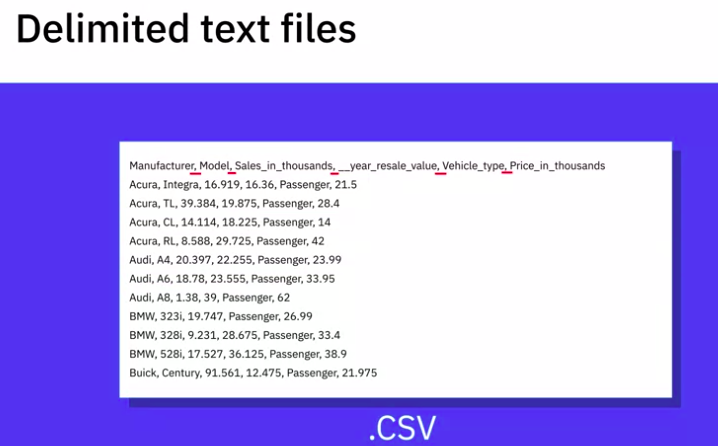 Delimited text files
Manufacturer, Model, Sales_in_thousands, __year_resale_value, Vehicle_type, Price_in_thousands
Acura, Integra, 16.919, 16.36, Passenger, 21.5
Acura, TL, 39.384, 19.875, Passenger, 28.4
Acura, CL, 14.114, 18.225, Passenger, 14
Acura, RL, 8.588, 29.725, Passenger, 42
Audi, A4, 20.397, 22.255, Passenger, 23.99
Audi, A6, 18.78, 23.555, Passenger, 33.95
Audi, A8, 1.38, 39, Passenger, 62
BMW, 323i, 19.747, Passenger, 26.99
BMW, 328i, 9.231, 28.675, Passenger, 33.4
BMW, 528i, 17.527, 36.125, Passenger, 38.9
Buick, Century, 91.561, 12.475, Passenger, 21.975
.CSV